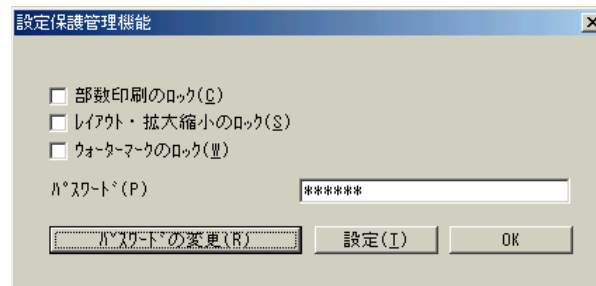 設定保護管理機能
部数印刷のﾛｯｸ(C)
ﾚｲｱｳﾄ・拡大縮小のﾛｯｸ(S)
ｳｫｰﾀｰﾏｰｸのﾛｯｸ(W)
ﾊﾟｽﾜｰﾄﾞ(P)
******
ﾊﾟｽﾜｰﾄﾞの変更(R)
設定(T)
OK